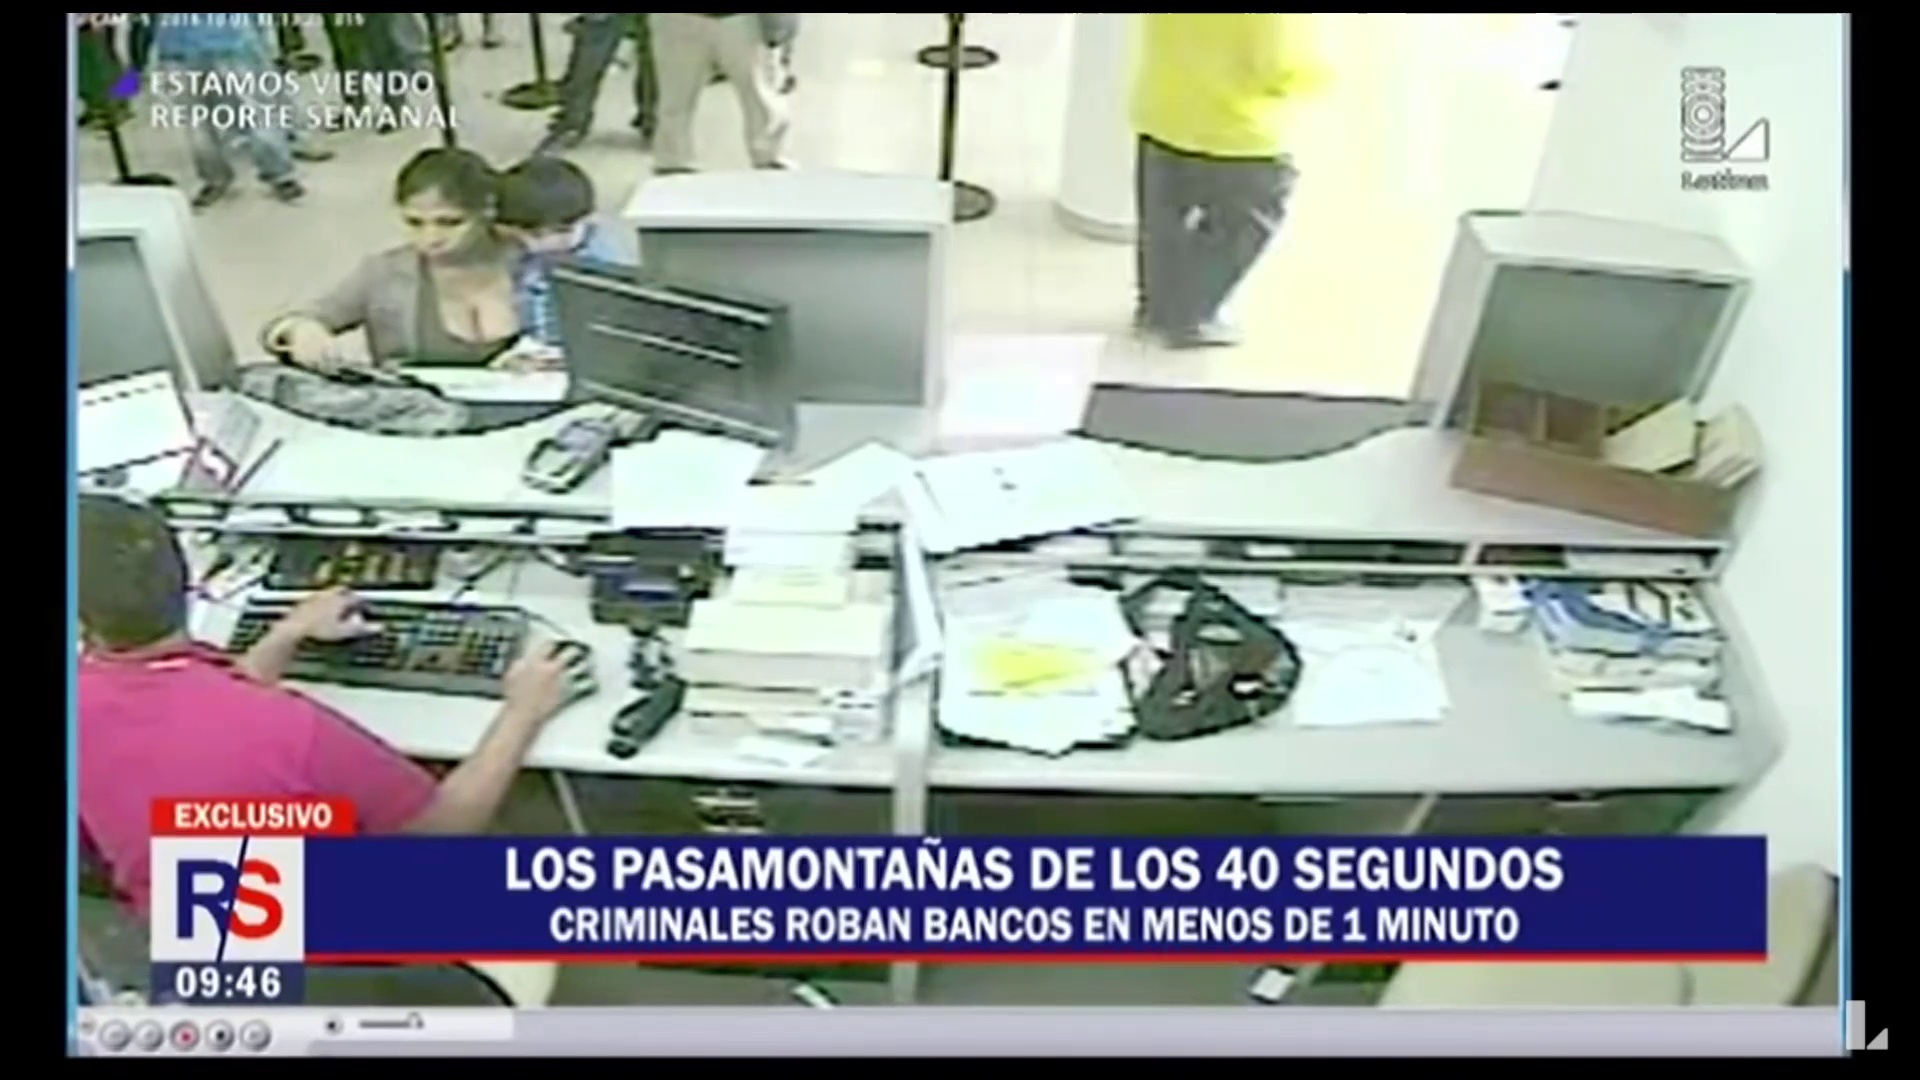 ESTAMOS VIENDO
REPORTE SEMANAL
Latina
EXCLUSIVO
RS
LOS PASAMONTAÑAS DE LOS 40 SEGUNDOS
CRIMINALES ROBAN BANCOS EN MENOS DE 1 MINUTO
09:46